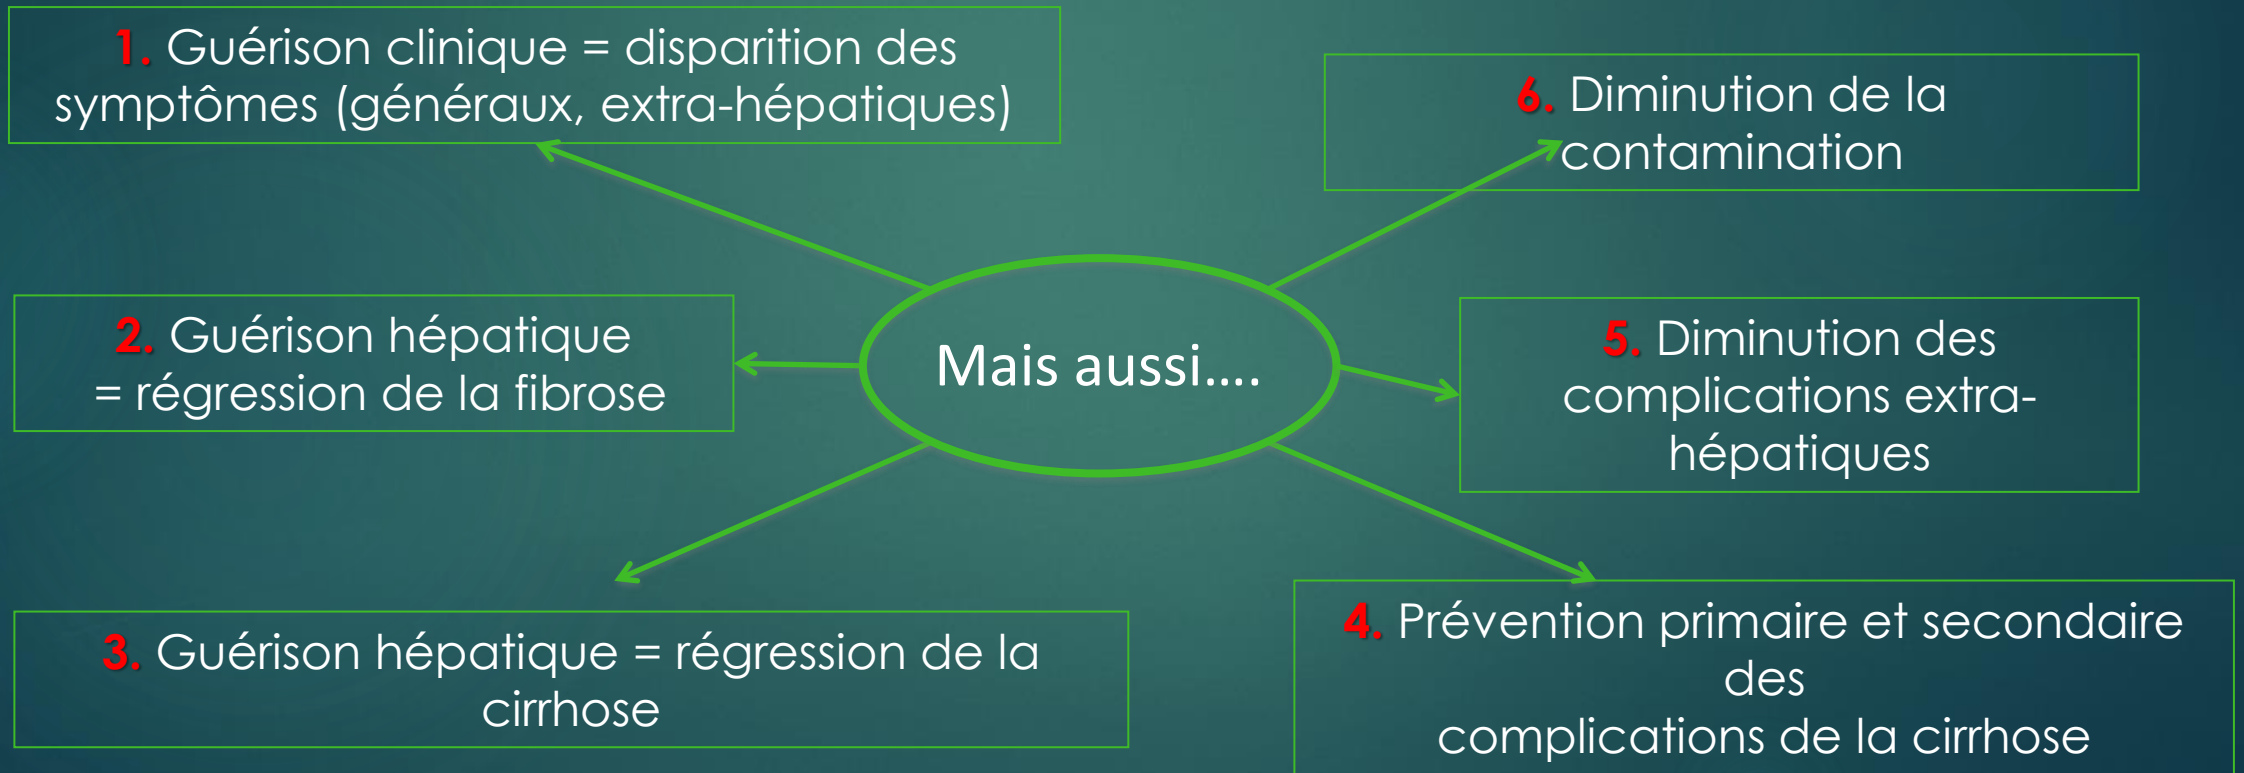 1. Guérison clinique = disparition des
symptômes (généraux, extra-hépatiques)
2. Guérison hépatique
= régression de la fibrose
3. Guérison hépatique = régression de la
cirrhose
Mais aussi....
6. Diminution de la
contamination
5. Diminution des
complications extra-
hépatiques
4. Prévention primaire et secondaire
des
complications de la cirrhose